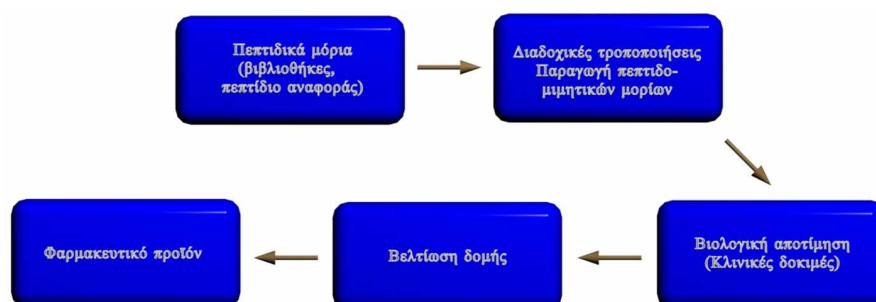 Πεπτιδικά μόρια
(βιβλιοθήκες,
πεπτίδιο αναφοράς)
Διαδοχικές τροποποιήσεις
Παραγωγή πεπτιδο-
μιμητικών μορίων
Βιολογική αποτίμηση
(Κλινικές δοκιμές)
Βελτίωση δομής
Φαρμακευτικό προϊόν